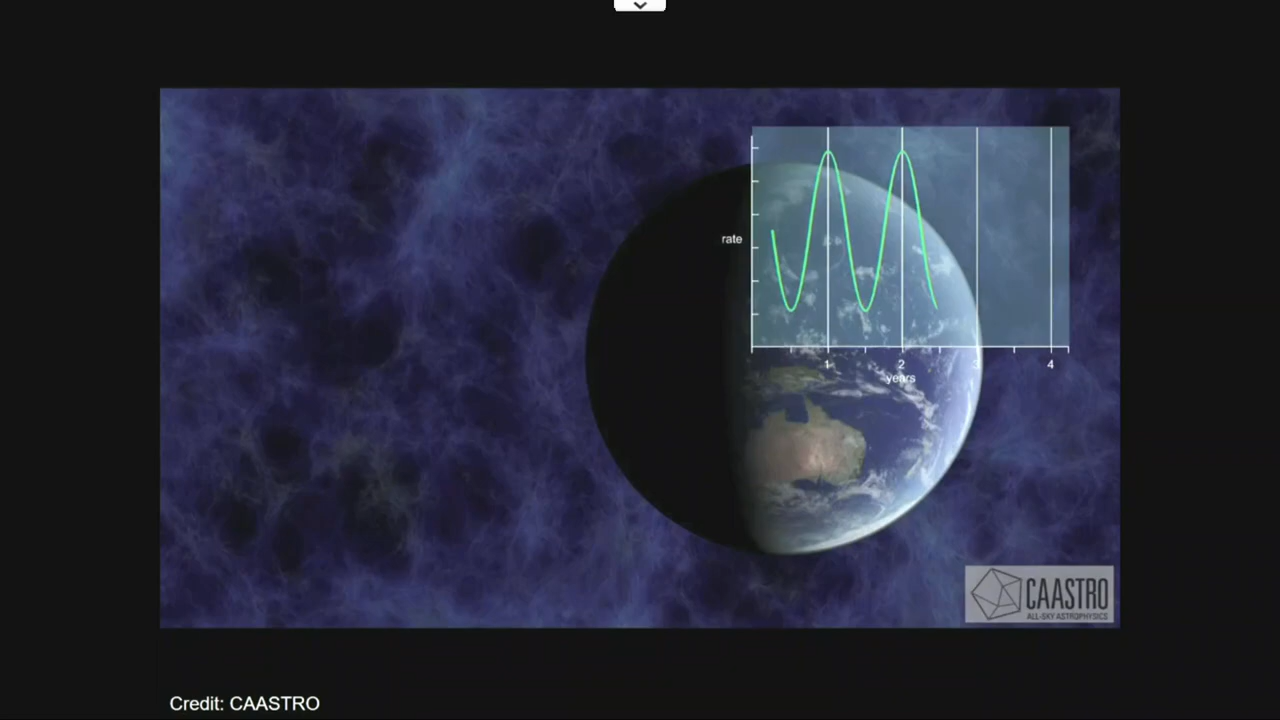 rate
1
2
3
4
years
CAASTRO
ALL-SKY ASTROPHYSICS
Credit: CAASTRO